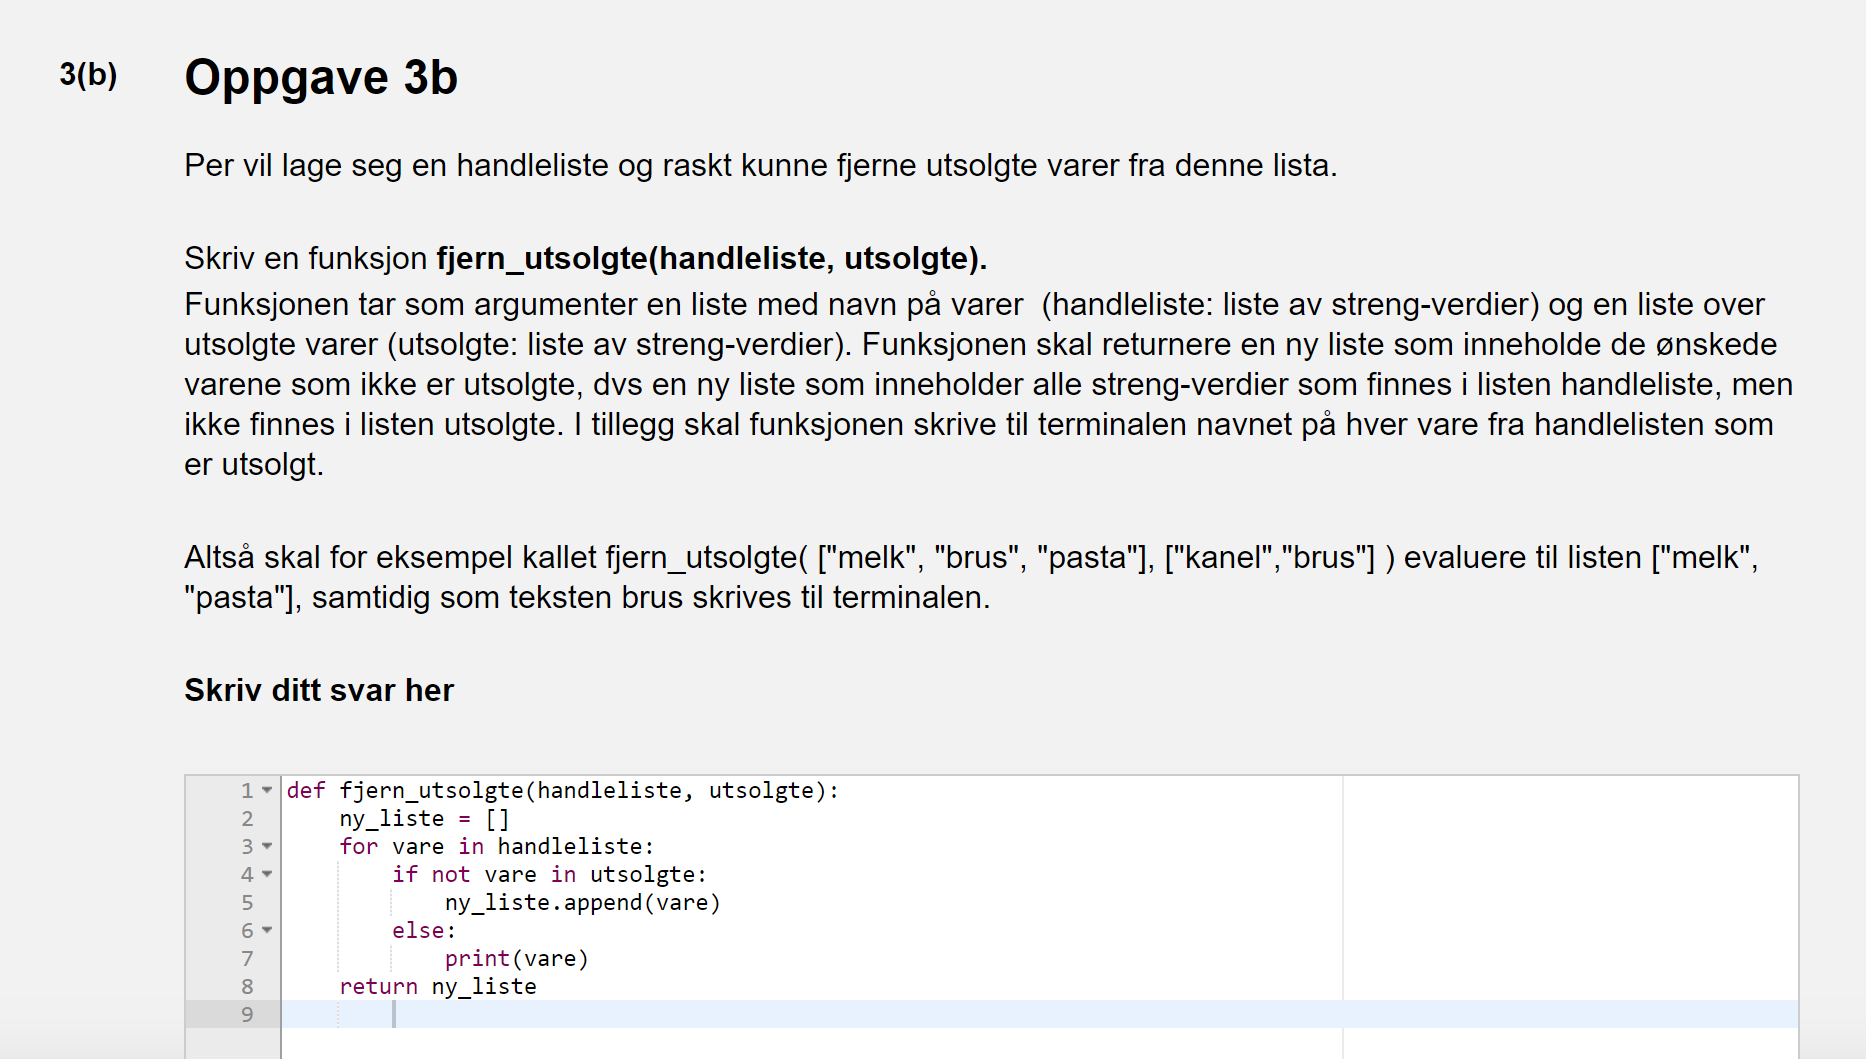 3(b)
Oppgave 3b
Per vil lage seg en handleliste og raskt kunne fjerne utsolgte varer fra denne lista.
Skriv en funksjon fjern_utsolgte(handleliste, utsolgte).
Funksjonen tar som argumenter en liste med navn på varer  (handleliste: liste av streng-verdier) og en liste over
utsolgte varer (utsolgte: liste av streng-verdier). Funksjonen skal returnere en ny liste som inneholde de ønskede
varene som ikke er utsolgte, dvs en ny liste som inneholder alle streng-verdier som finnes i listen handleliste, men
ikke finnes i listen utsolgte. I tillegg skal funksjonen skrive til terminalen navnet på hver vare fra handlelisten som
er utsolgt.
Altså skal for eksempel kallet fjern_utsolgte( ["melk", "brus", "pasta"], ["kanel","brus"] ) evaluere til listen ["melk",
"pasta"], samtidig som teksten brus skrives til terminalen.
Skriv ditt svar her
1 def fjern_utsolgte(handleliste, utsolgte):
2     ny_liste = []
3     for vare in handleliste:
4         if not vare in utsolgte:
5             ny_liste.append(vare)
6         else:
7             print(vare)
8     return ny_liste
9